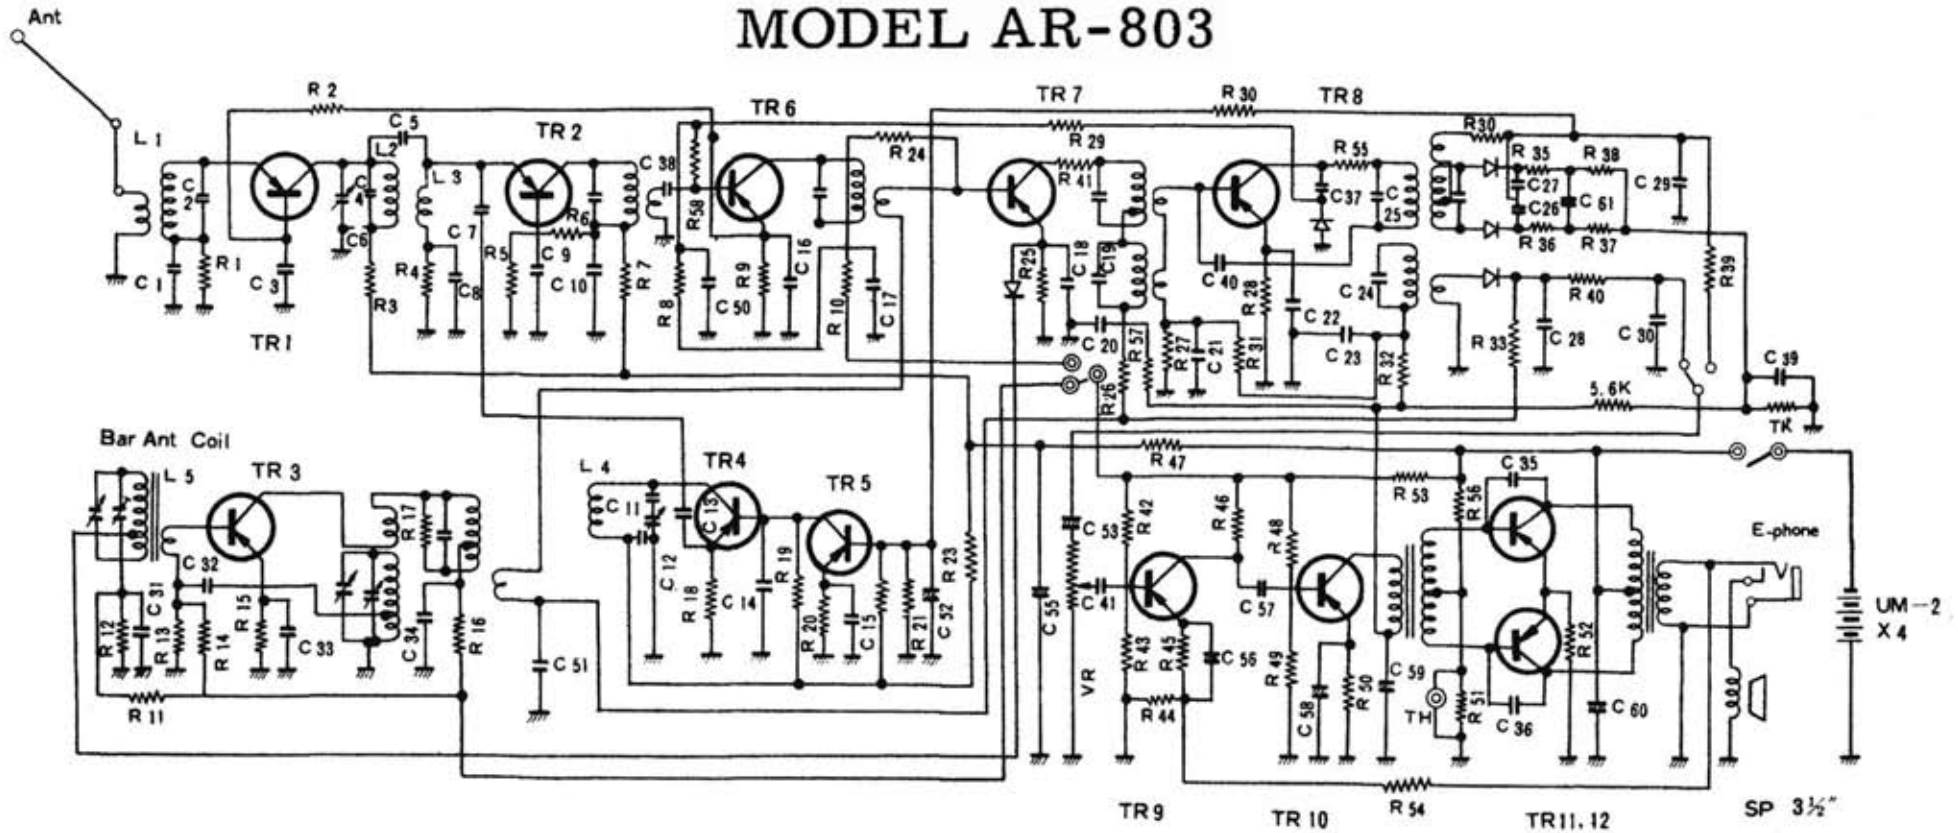 MODEL AR-803
Ant
L 1
R 2
C 5
TR 2
TR 6
TR 7
R 30
TR 8
R 29
R 24
R30
R 55
R 35
R 38
C 2
L2
C 4
L 3
C 38
R 58
R 41
C 37
C 25
C 27
C 26
C 61
C 29
R 36
R 37
C6
C 7
R6
R5
C 9
C 10
R 7
C 1
R 1
C 3
R3
R4
C8
R 8
C 50
R9
C 16
R 10
C 17
R25
C 18
C19
C 40
R 28
C 24
R 40
R39
TR 1
C 20
R 57
R 27
C 21
R 31
C 22
C 23
R 32
R 33
C 28
C 30
C 39
R26
5.6K
TK
Bar Ant Coil
L 5
TR 3
L 4
TR4
TR 5
R 47
R 53
C 35
R 56
R 17
C 11
C 13
C 12
C 53
R 42
R 46
R 48
E-phone
C 32
C 31
R 19
R 23
R 12
R 13
R 14
R 15
C 33
C 34
R 16
R 18
C 14
R 20
C 15
R 21
C 52
C 55
C 41
C 57
UM-2
X 4
C 51
R 43
R 45
C 56
R 49
R 50
C 59
R 52
VR
R 44
C 58
TH
R 51
C 36
C 60
R 11
R 54
TR 9
TR 10
TR11.12
SP 3½"